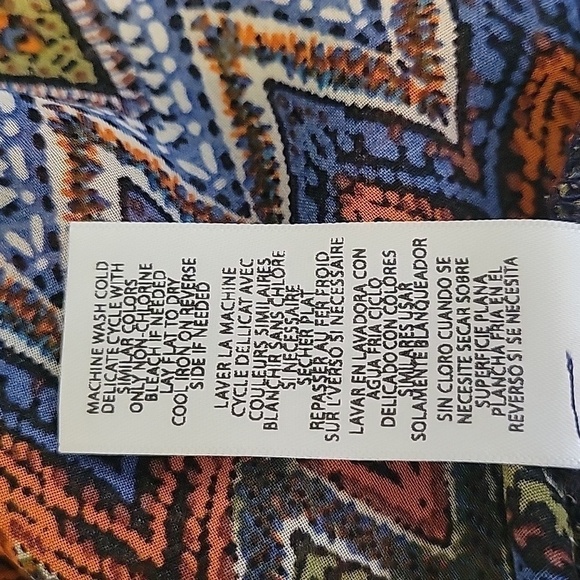 MACHINE WASH COLD
DELICATE CYCLE WITH
SIMILAR COLORS
ONLY NON-CHLORINE
BLEACH IF NEEDED
LAY FLAT TO DRY
COOL IRON ON REVERSE
SIDE IF NEEDED
LAVER LA MACHINE
CYCLE DELLICAT AVEC
COULEURS SIMILAIRES
BLANCHIR SANS CHLORE
SI NECESSAIRE
SECHER PLAT
REPASSER AU FER FROID
SUR L'VERSO SI NECESSAIRE
LAVAR EN LAVADORA CON
AGUA FRIA CICLO
DELICADO CON COLORES
SIMILARES USAR
SOLAMENTE BLANQUEADOR
SIN CLORO CUANDO SE
NECESITE SECAR SOBRE
SUPERFICIE PLANA
PLANCHA FRIA EN EL
REVERSO SI SE NECESITA